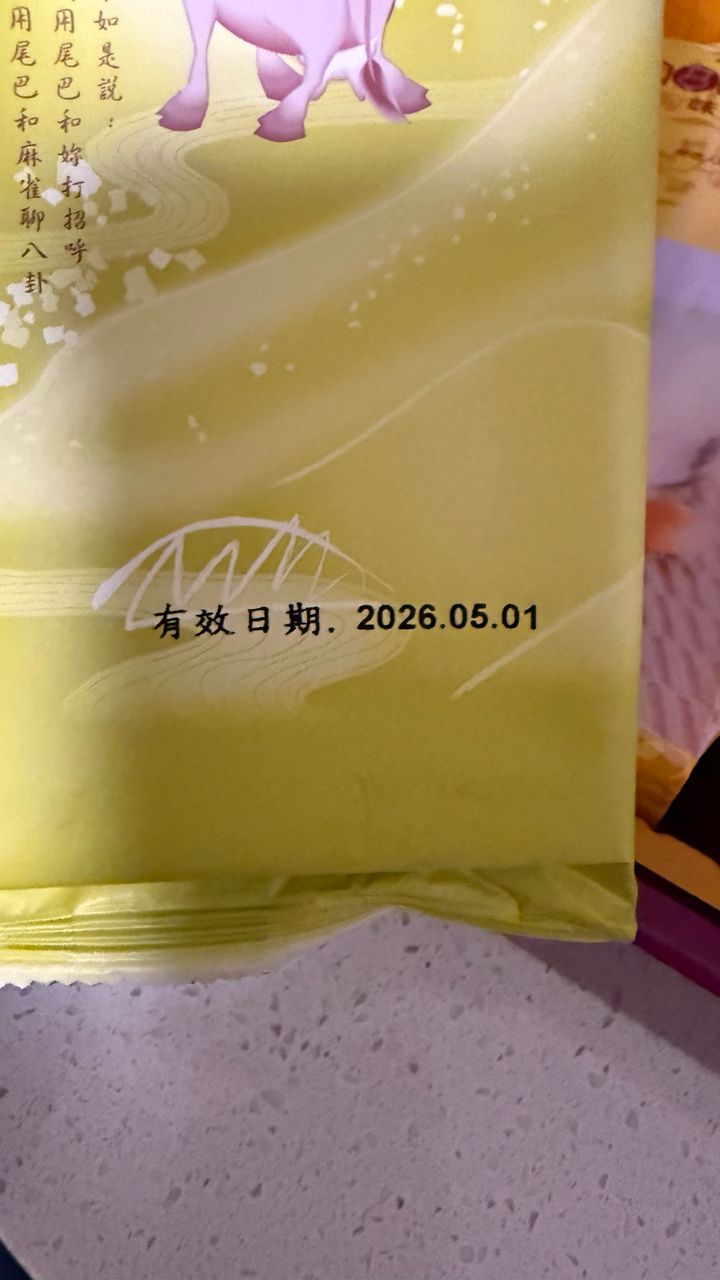 如是說：
用尾巴和妳打招呼
用尾巴和麻雀聊八卦
有效日期. 2026.05.01
味